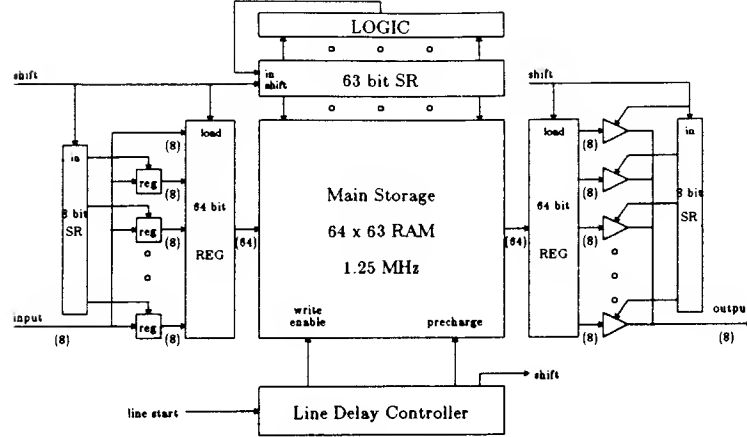 LOGIC
shift
in
shift
63 bit SR
shift
in
8 bit
SR
(8)
load
reg
(8)
64 bit
REG
reg
(8)
reg
(8)
(64)
input
(8)
Main Storage
64 x 63 RAM
1.25 MHz
write
enable
precharge
(64)
load
64 bit
REG
(8)
(8)
(8)
(8)
in
8 bit
SR
output
(8)
shift
line start
Line Delay Controller